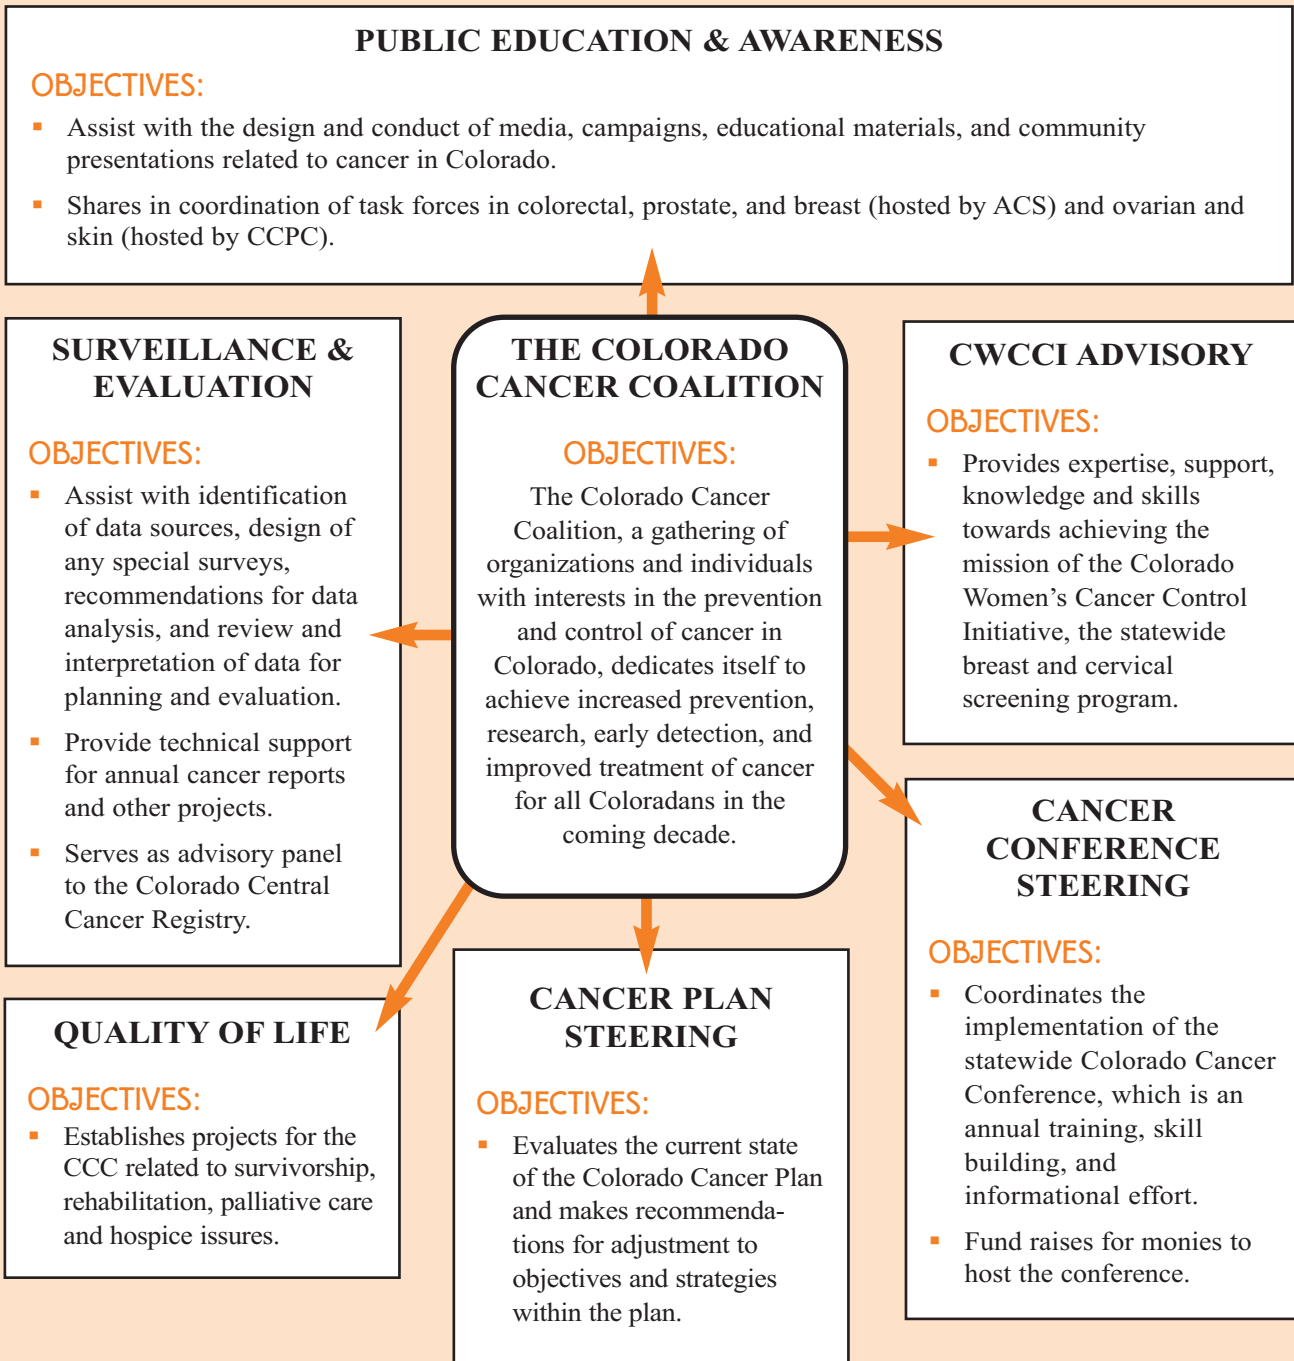 PUBLIC EDUCATION & AWARENESS
OBJECTIVES:
▪ Assist with the design and conduct of media, campaigns, educational materials, and community
presentations related to cancer in Colorado.
▪ Shares in coordination of task forces in colorectal, prostate, and breast (hosted by ACS) and ovarian and
skin (hosted by CCPC).
SURVEILLANCE &
EVALUATION
OBJECTIVES:
▪ Assist with identification
of data sources, design of
any special surveys,
recommendations for data
analysis, and review and
interpretation of data for
planning and evaluation.
▪ Provide technical support
for annual cancer reports
and other projects.
▪ Serves as advisory panel
to the Colorado Central
Cancer Registry.
THE COLORADO
CANCER COALITION
OBJECTIVES:
The Colorado Cancer
Coalition, a gathering of
organizations and individuals
with interests in the prevention
and control of cancer in
Colorado, dedicates itself to
achieve increased prevention,
research, early detection, and
improved treatment of cancer
for all Coloradans in the
coming decade.
CWCCI ADVISORY
OBJECTIVES:
▪ Provides expertise, support,
knowledge and skills
towards achieving the
mission of the Colorado
Women’s Cancer Control
Initiative, the statewide
breast and cervical
screening program.
QUALITY OF LIFE
OBJECTIVES:
▪ Establishes projects for the
CCC related to survivorship,
rehabilitation, palliative care
and hospice issures.
CANCER PLAN
STEERING
OBJECTIVES:
▪ Evaluates the current state
of the Colorado Cancer Plan
and makes recommenda-
tions for adjustment to
objectives and strategies
within the plan.
CANCER
CONFERENCE
STEERING
OBJECTIVES:
▪ Coordinates the
implementation of the
statewide Colorado Cancer
Conference, which is an
annual training, skill
building, and
informational effort.
▪ Fund raises for monies to
host the conference.